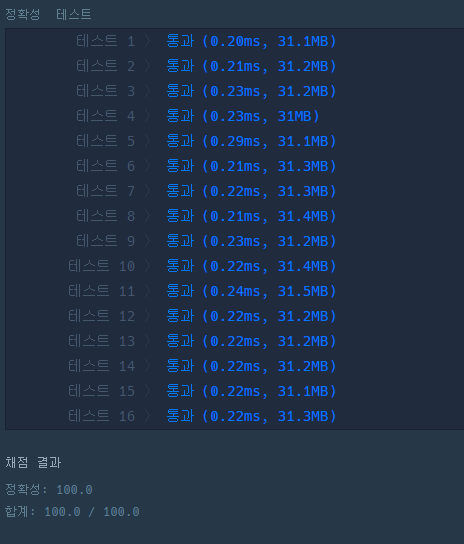 정확성 테스트
테스트 1 〉 통과 (0.20ms, 31.1MB)
테스트 2 〉 통과 (0.21ms, 31.2MB)
테스트 3 〉 통과 (0.23ms, 31.2MB)
테스트 4 〉 통과 (0.23ms, 31MB)
테스트 5 〉 통과 (0.29ms, 31.1MB)
테스트 6 〉 통과 (0.21ms, 31.3MB)
테스트 7 〉 통과 (0.22ms, 31.3MB)
테스트 8 〉 통과 (0.21ms, 31.4MB)
테스트 9 〉 통과 (0.23ms, 31.2MB)
테스트 10 〉 통과 (0.22ms, 31.4MB)
테스트 11 〉 통과 (0.24ms, 31.5MB)
테스트 12 〉 통과 (0.22ms, 31.2MB)
테스트 13 〉 통과 (0.22ms, 31.2MB)
테스트 14 〉 통과 (0.22ms, 31.2MB)
테스트 15 〉 통과 (0.22ms, 31.1MB)
테스트 16 〉 통과 (0.22ms, 31.3MB)
채점 결과
정확성: 100.0
합계: 100.0 / 100.0